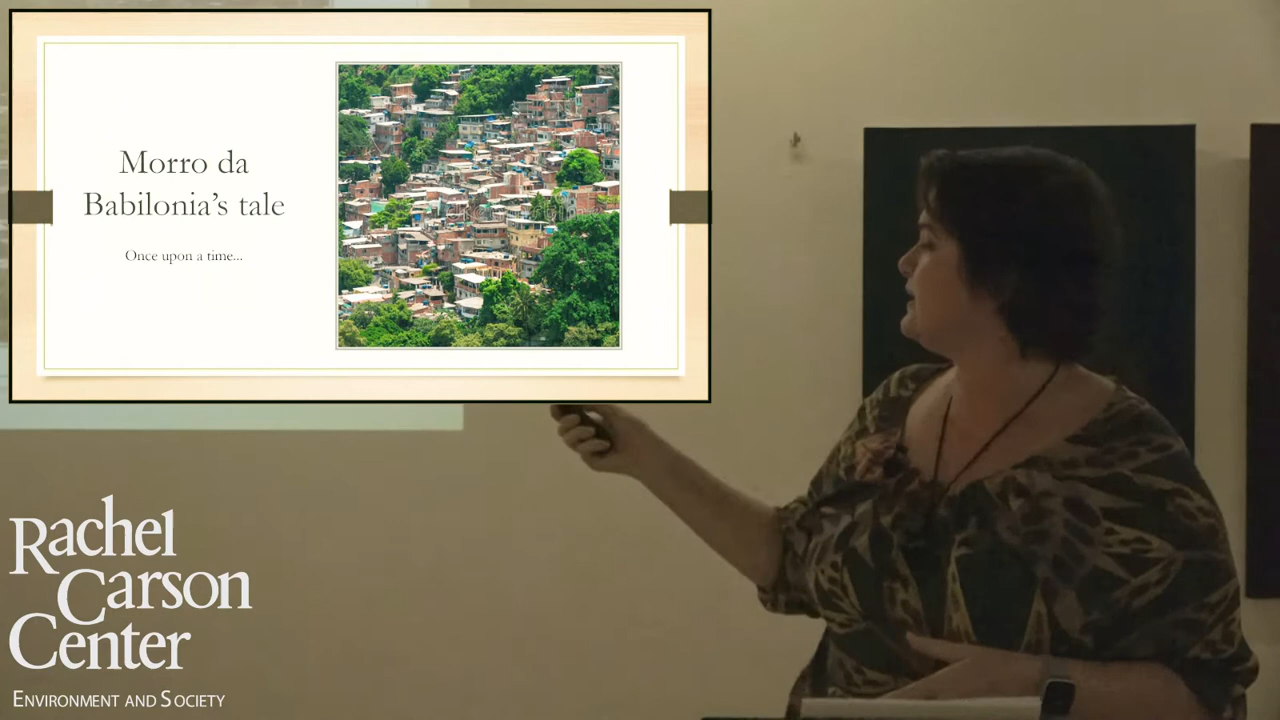 Morro da
Babilonia's tale
Once upon a time...
Rachel
Carson
Center
ENVIRONMENT AND SOCIETY